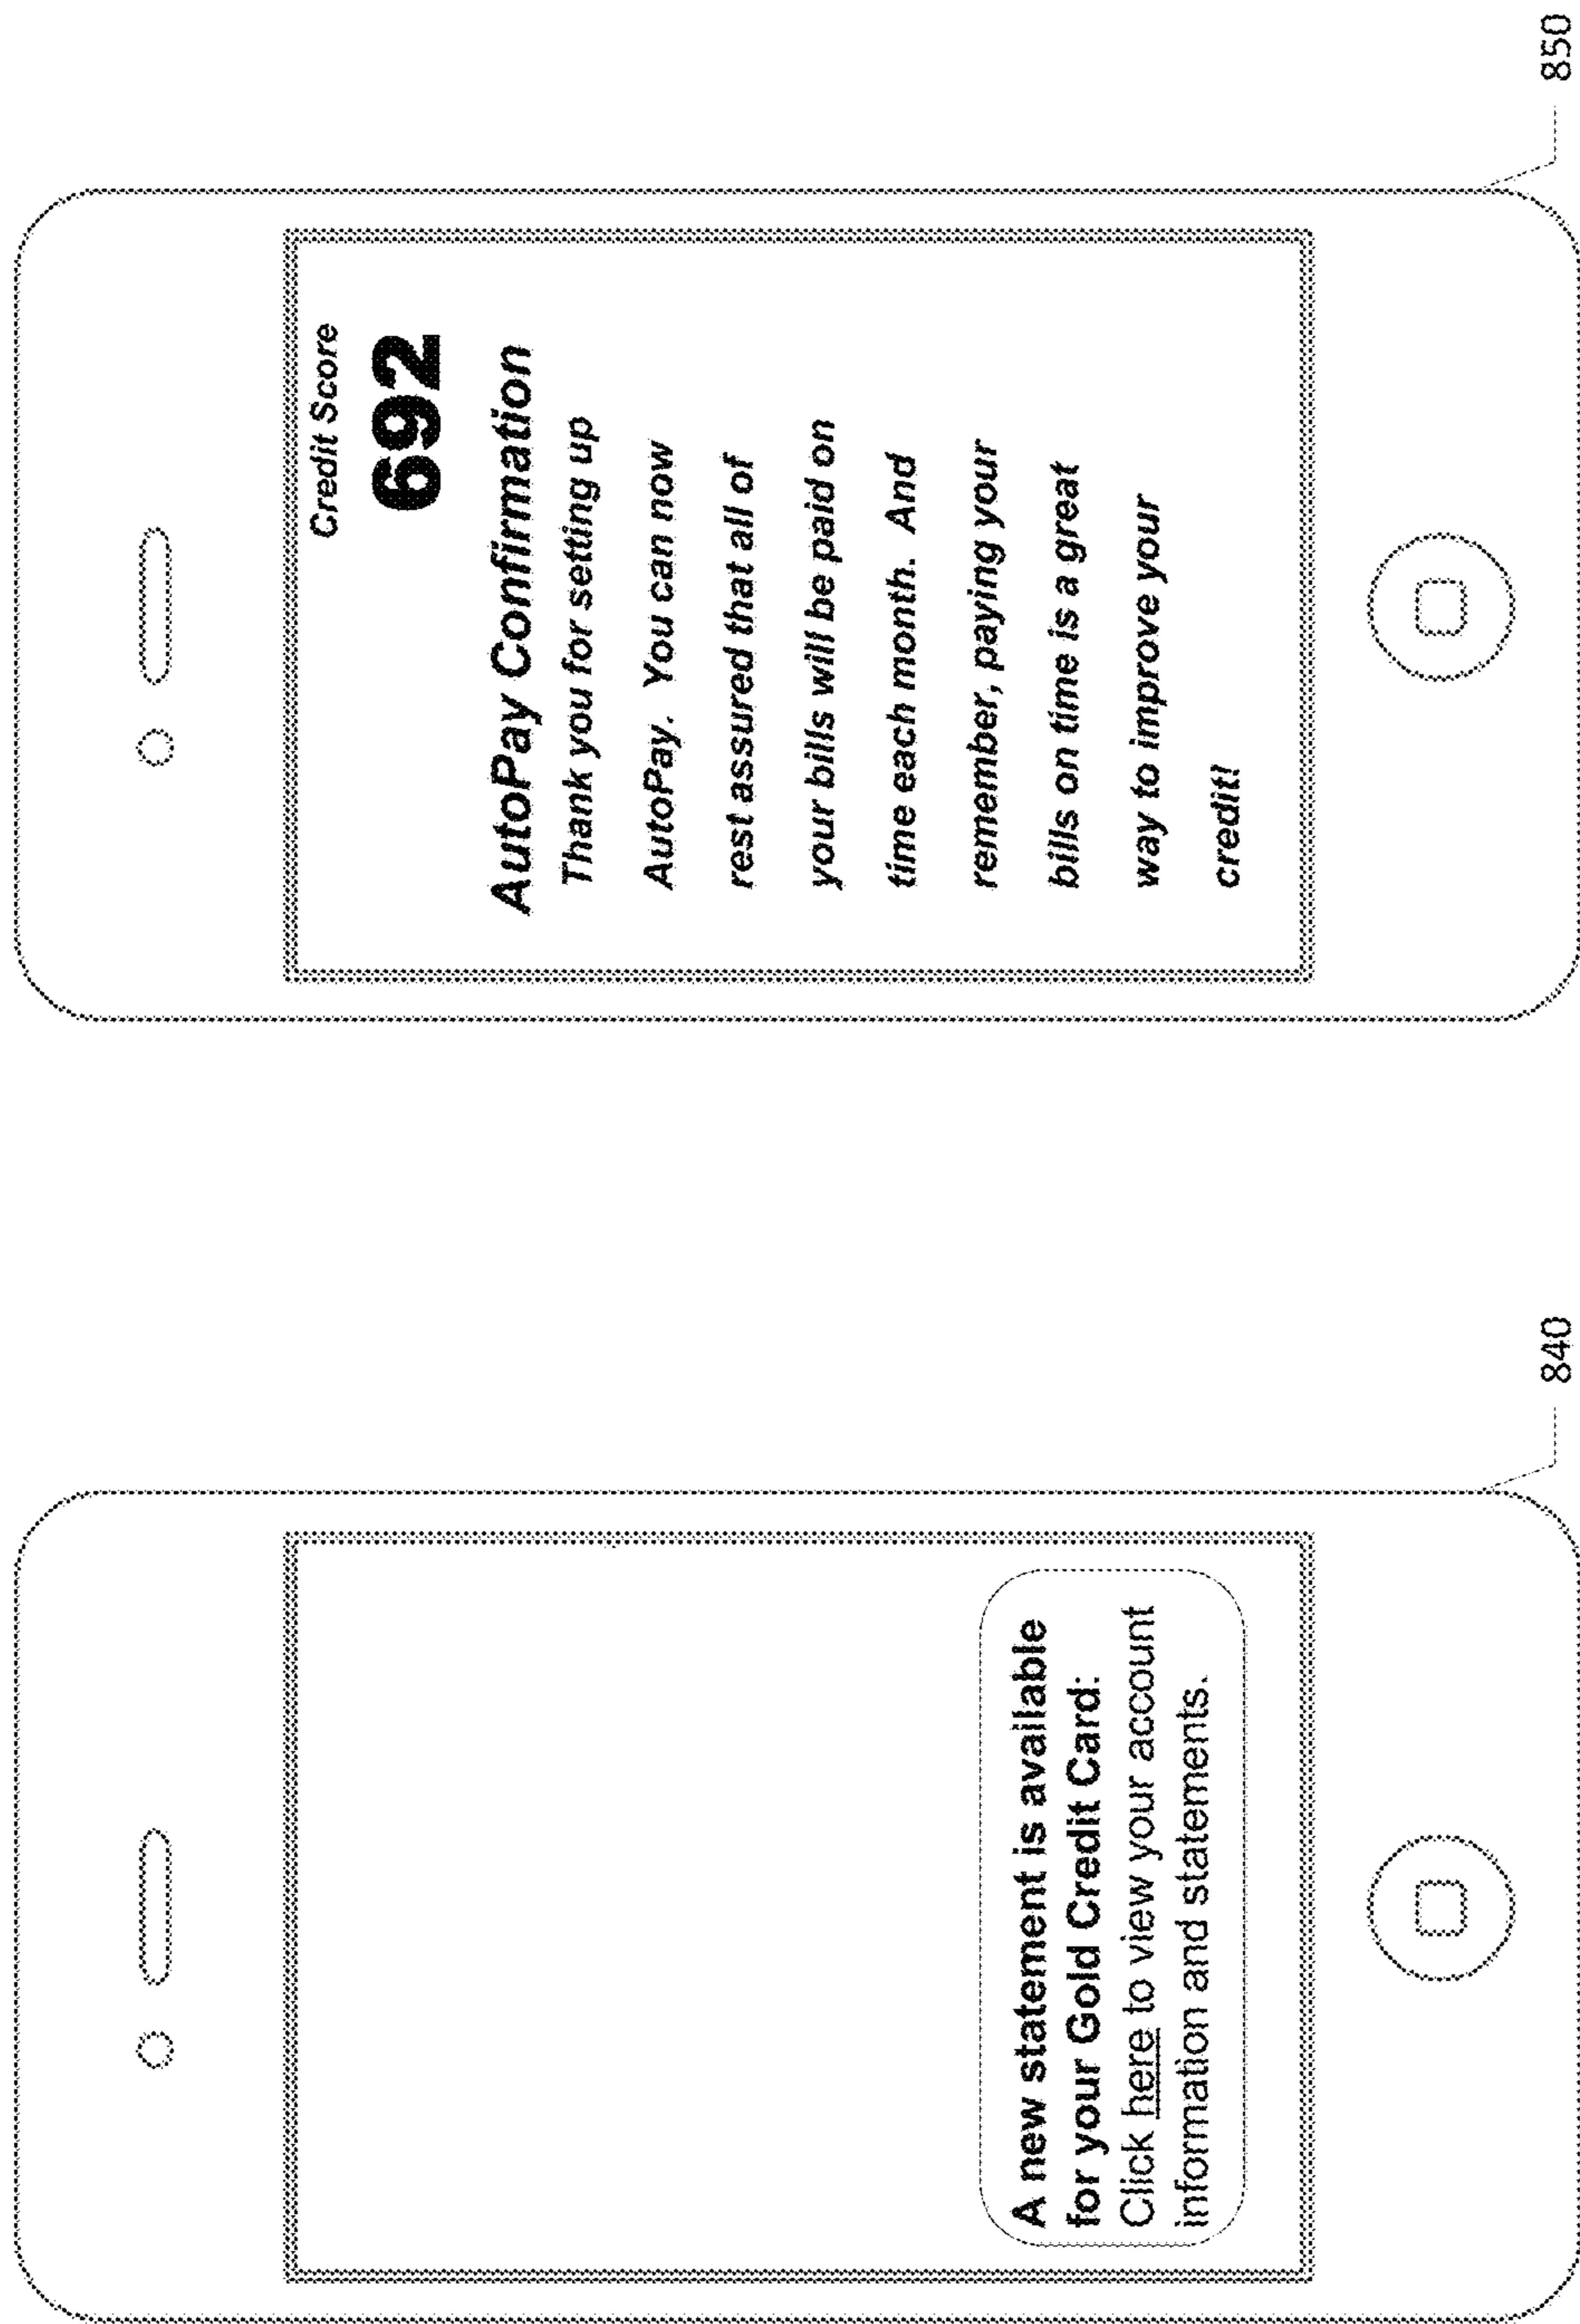 A new statement is available
for your Gold Credit Card:
Click here to view your account
information and statements.
840
Credit Score
692
AutoPay Confirmation
Thank you for setting up
AutoPay. You can now
rest assured that all of
your bills will be paid on
time each month. And
remember, paying your
bills on time is a great
way to improve your
credit!
850